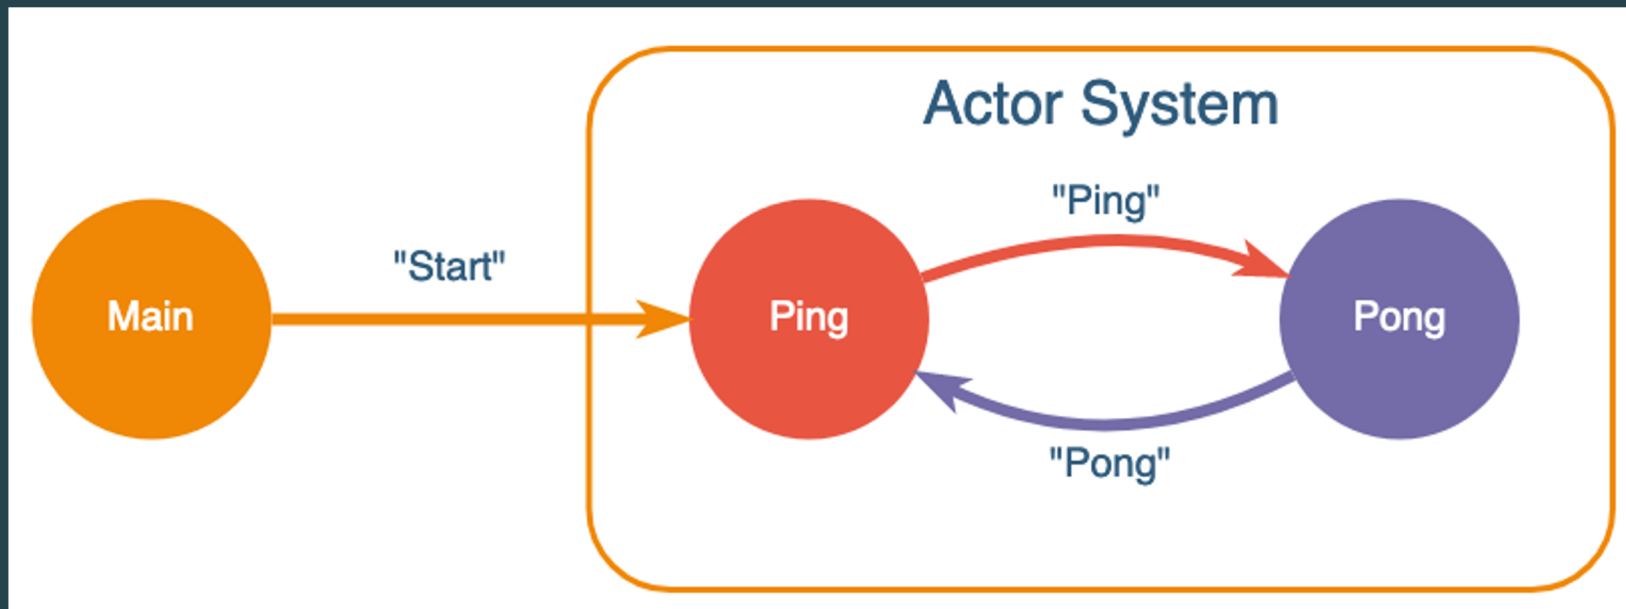 Actor System
"Ping"
"Start"
Main
Ping
Pong
"Pong"